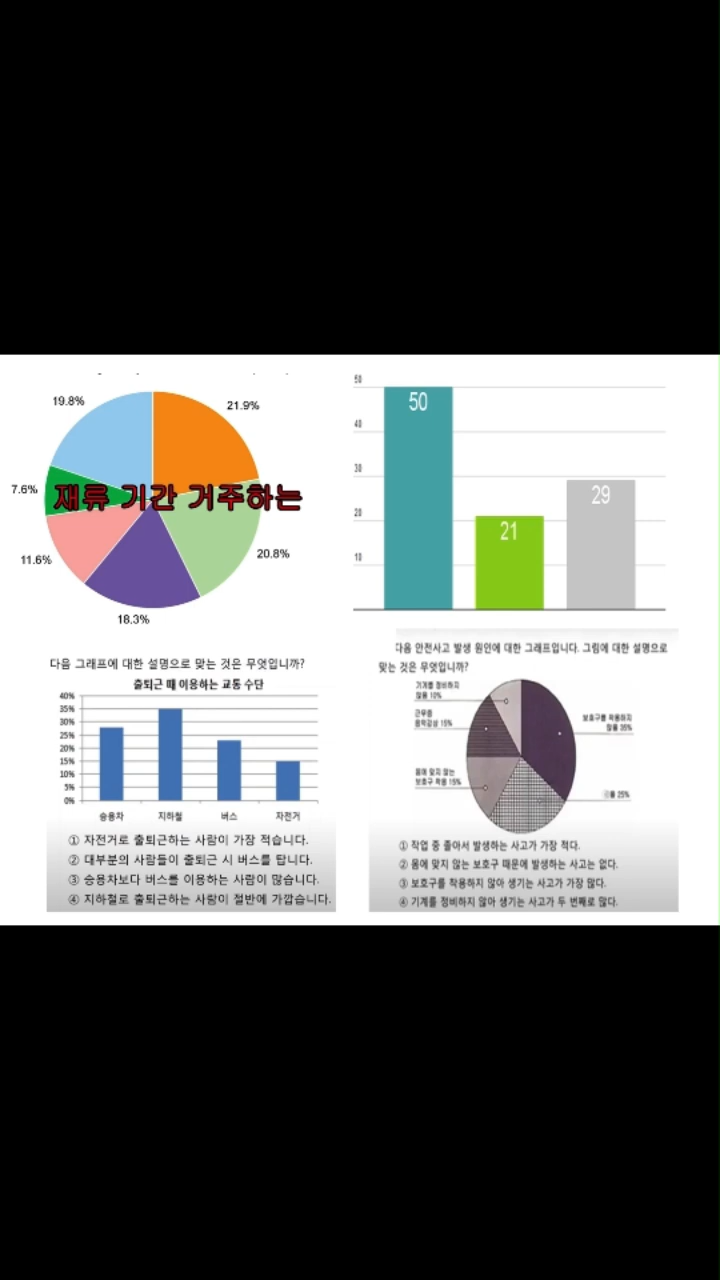 19.8%
21.9%
7.6%
재류 기간 거주하는
20.8%
11.6%
18.3%
50
40
30
20
10
50
21
29
다음 그래프에 대한 설명으로 맞는 것은 무엇입니까?
출퇴근 때 이용하는 교통 수단
40%
35%
30%
25%
20%
15%
10%
5%
0%
승용차 지하철 버스 자전거
① 자전거로 출퇴근하는 사람이 가장 적습니다.
② 대부분의 사람들이 출퇴근 시 버스를 탑니다.
③ 승용차보다 버스를 이용하는 사람이 많습니다.
④ 지하철로 출퇴근하는 사람이 절반에 가깝습니다.
다음 안전사고 발생 원인에 대한 그래프입니다. 그림에 대한 설명으로
맞는 것은 무엇입니까?
기계를 정비하지
않음 10%
근무중
음악감상 15%
보호구를 착용하지
않음 35%
몸에 맞지 않는
보호구 착용 15%
25%
① 작업 중 졸아서 발생하는 사고가 가장 적다.
② 몸에 맞지 않는 보호구 때문에 발생하는 사고는 없다.
③ 보호구를 착용하지 않아 생기는 사고가 가장 많다.
④ 기계를 정비하지 않아 생기는 사고가 두 번째로 많다.